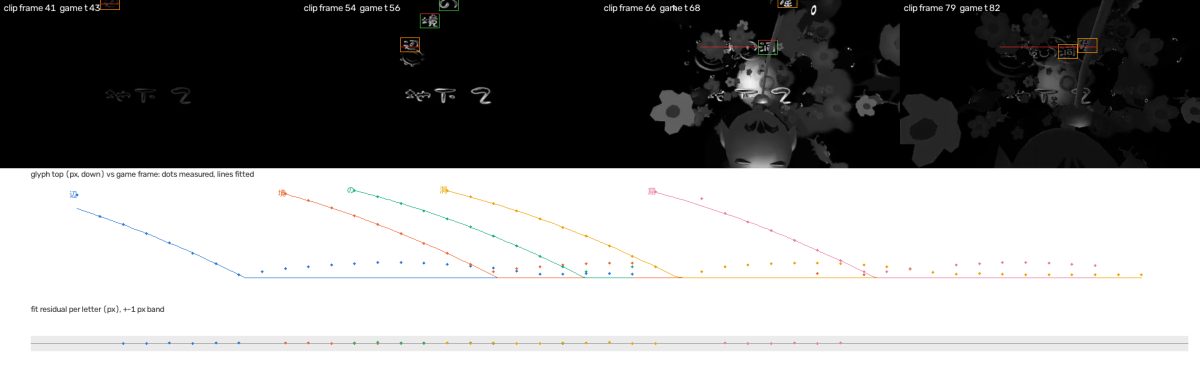 clip frame 41 game t 43
clip frame 54 game t 56
clip frame 66 game t 68
clip frame 79 game t 82
glyph top (px, down) vs game frame: dots measured, lines fitted
の
fit residual per letter (px), +-1 px band